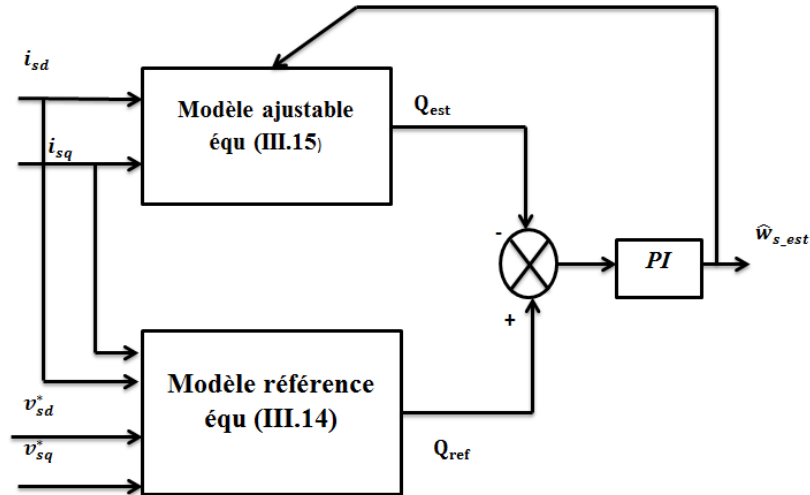 i_sd
Modèle ajustable
équ (III.15)
i_sq
Q_est
-
PI
ŵ_s_est
+
Modèle référence
équ (III.14)
v*_sd
v*_sq
Q_ref